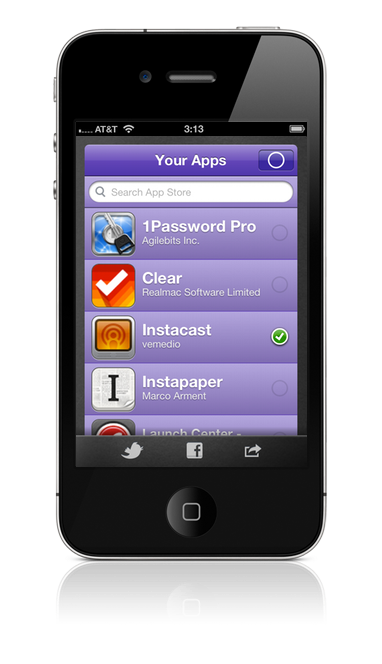 AT&T
3:13
Your Apps
Search App Store
1Password Pro
Agilebits Inc.
Clear
Realmac Software Limited
Instacast
vemedio
Instapaper
Marco Arment
Launch Center -